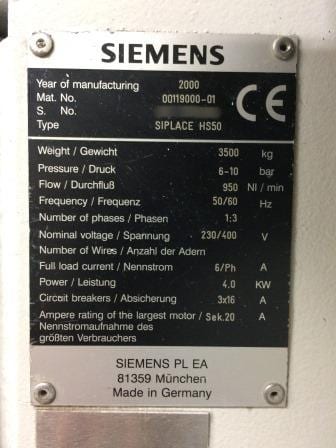 SIEMENS
Year of manufacturing 2000
Mat. No. 00119000-01
S. No.
Type SIPLACE HS50
CE
Weight / Gewicht 3500 kg
Pressure / Druck 6-10 bar
Flow / Durchfluß 950 Nl / min
Frequency / Frequenz 50/60 Hz
Number of phases / Phasen 1:3
Nominal voltage / Spannung 230/400 V
Number of Wires / Anzahl der Adern
Full load current / Nennstrom 6/Ph A
Power / Leistung 4,0 KW
Circuit breakers / Absicherung 3x16 A
Ampere rating of the largest motor / Sek.20 A
Nennstromaufnahme des
größten Verbrauchers
SIEMENS PL EA
81359 München
Made in Germany